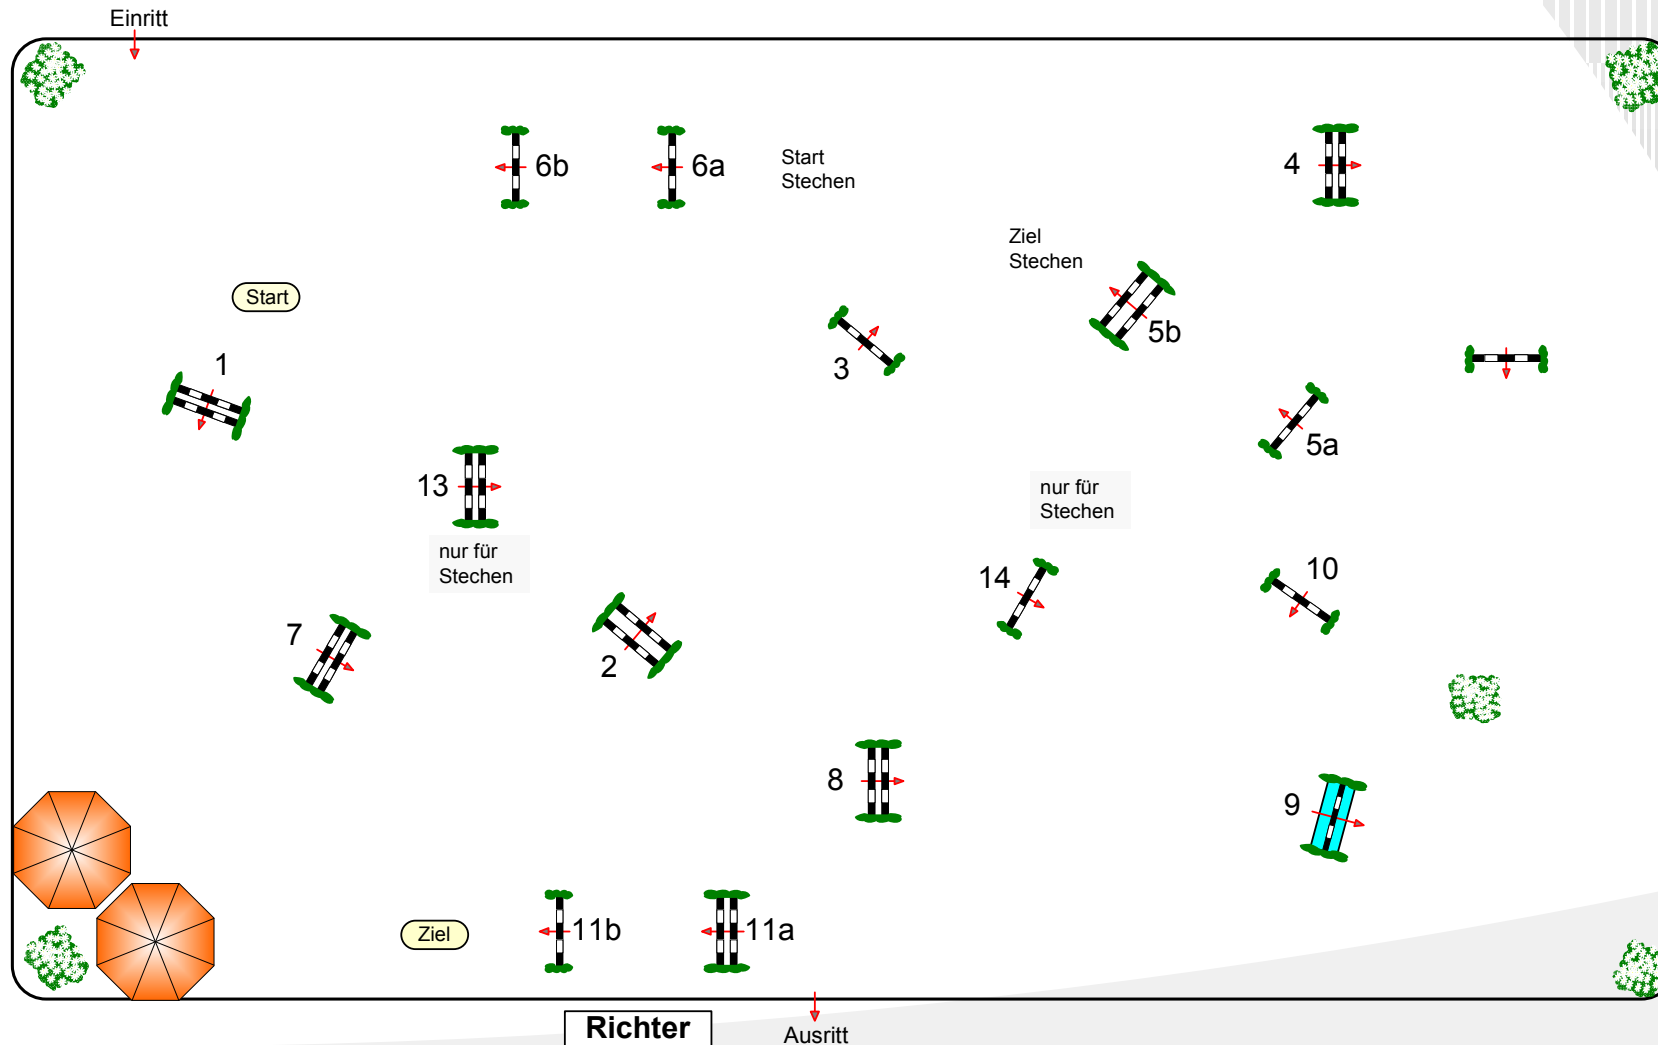 Einritt
6b
6a
Start
Stechen
4
Ziel
Stechen
Start
5b
1
3
5a
13
nur für
Stechen
nur für
Stechen
14
10
7
2
8
9
Ziel
11b
11a
Richter
Ausritt